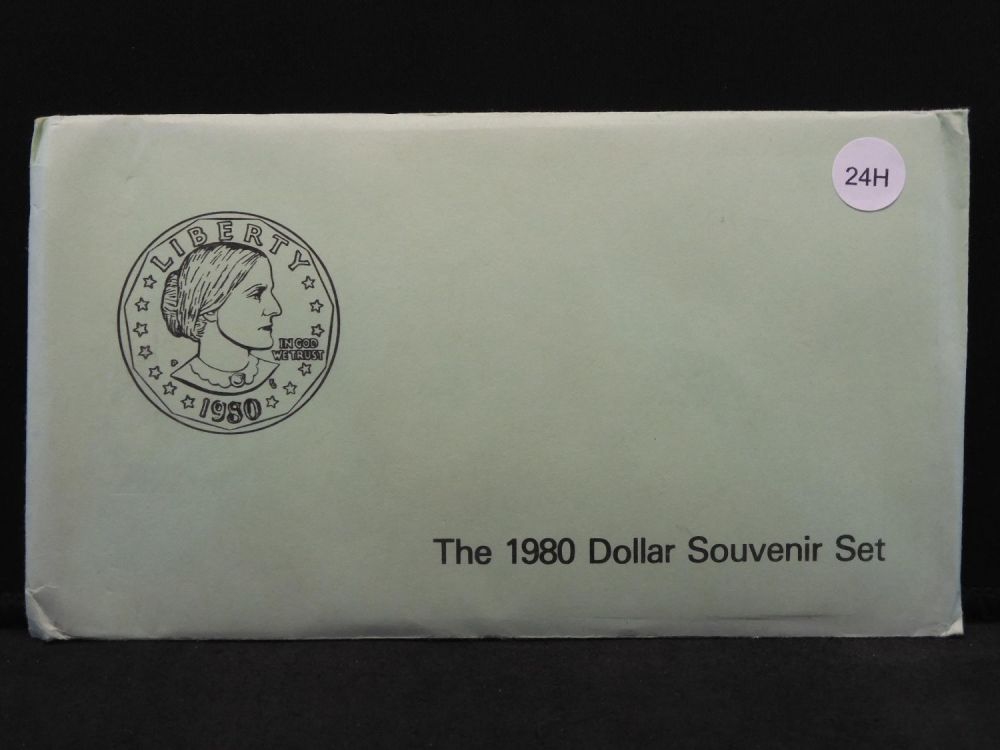 24H
LIBERTY
IN GOD
WE TRUST
P
1980
The 1980 Dollar Souvenir Set